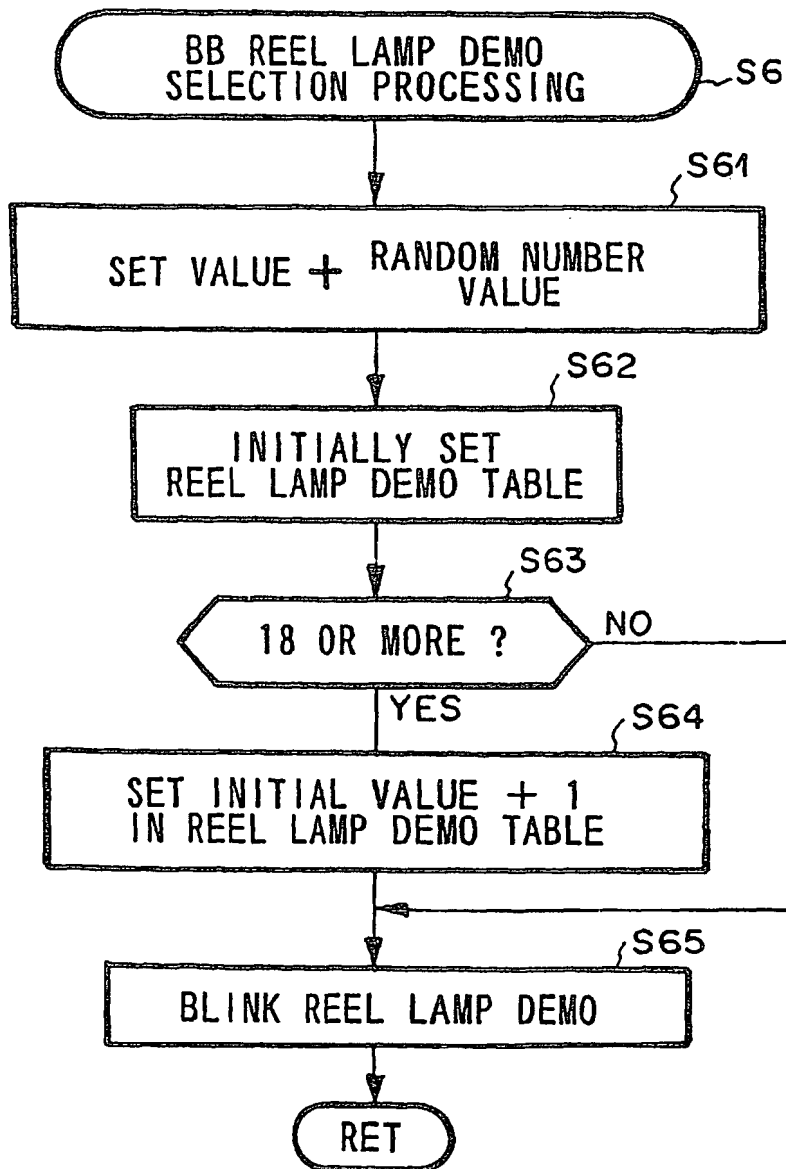 BB REEL LAMP DEMO
SELECTION PROCESSING
S6
S61
SET VALUE + RANDOM NUMBER
VALUE
S62
INITIALLY SET
REEL LAMP DEMO TABLE
S63
18 OR MORE ?
NO
YES
S64
SET INITIAL VALUE + 1
IN REEL LAMP DEMO TABLE
S65
BLINK REEL LAMP DEMO
RET